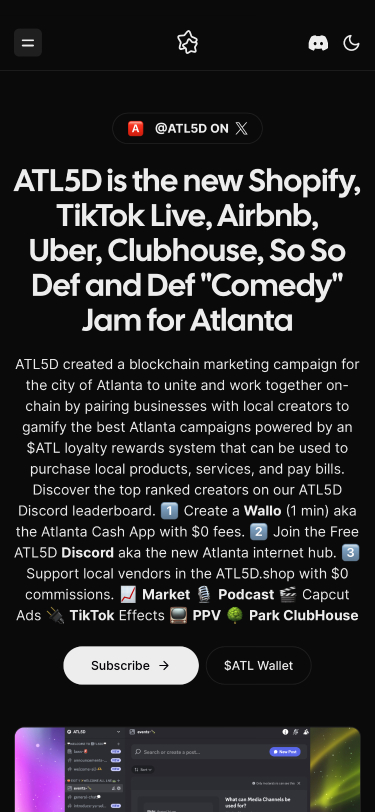 🅰️ @ATL5D ON 𝕏
ATL5D is the new Shopify,
TikTok Live, Airbnb,
Uber, Clubhouse, So So
Def and Def "Comedy"
Jam for Atlanta
ATL5D created a blockchain marketing campaign for
the city of Atlanta to unite and work together on-
chain by pairing businesses with local creators to
gamify the best Atlanta campaigns powered by an
$ATL loyalty rewards system that can be used to
purchase local products, services, and pay bills.
Discover the top ranked creators on our ATL5D
Discord leaderboard. 1️⃣ Create a Wallo (1 min) aka
the Atlanta Cash App with $0 fees. 2️⃣ Join the Free
ATL5D Discord aka the new Atlanta internet hub. 3️⃣
Support local vendors in the ATL5D.shop with $0
commissions. 📈 Market 🎙️ Podcast 🎬 Capcut
Ads 🔌 TikTok Effects 📺 PPV 🌳 Park ClubHouse
Subscribe →
$ATL Wallet
ATL5D
events
Search or create a post...
New Post
What can Media Channels be
used for?